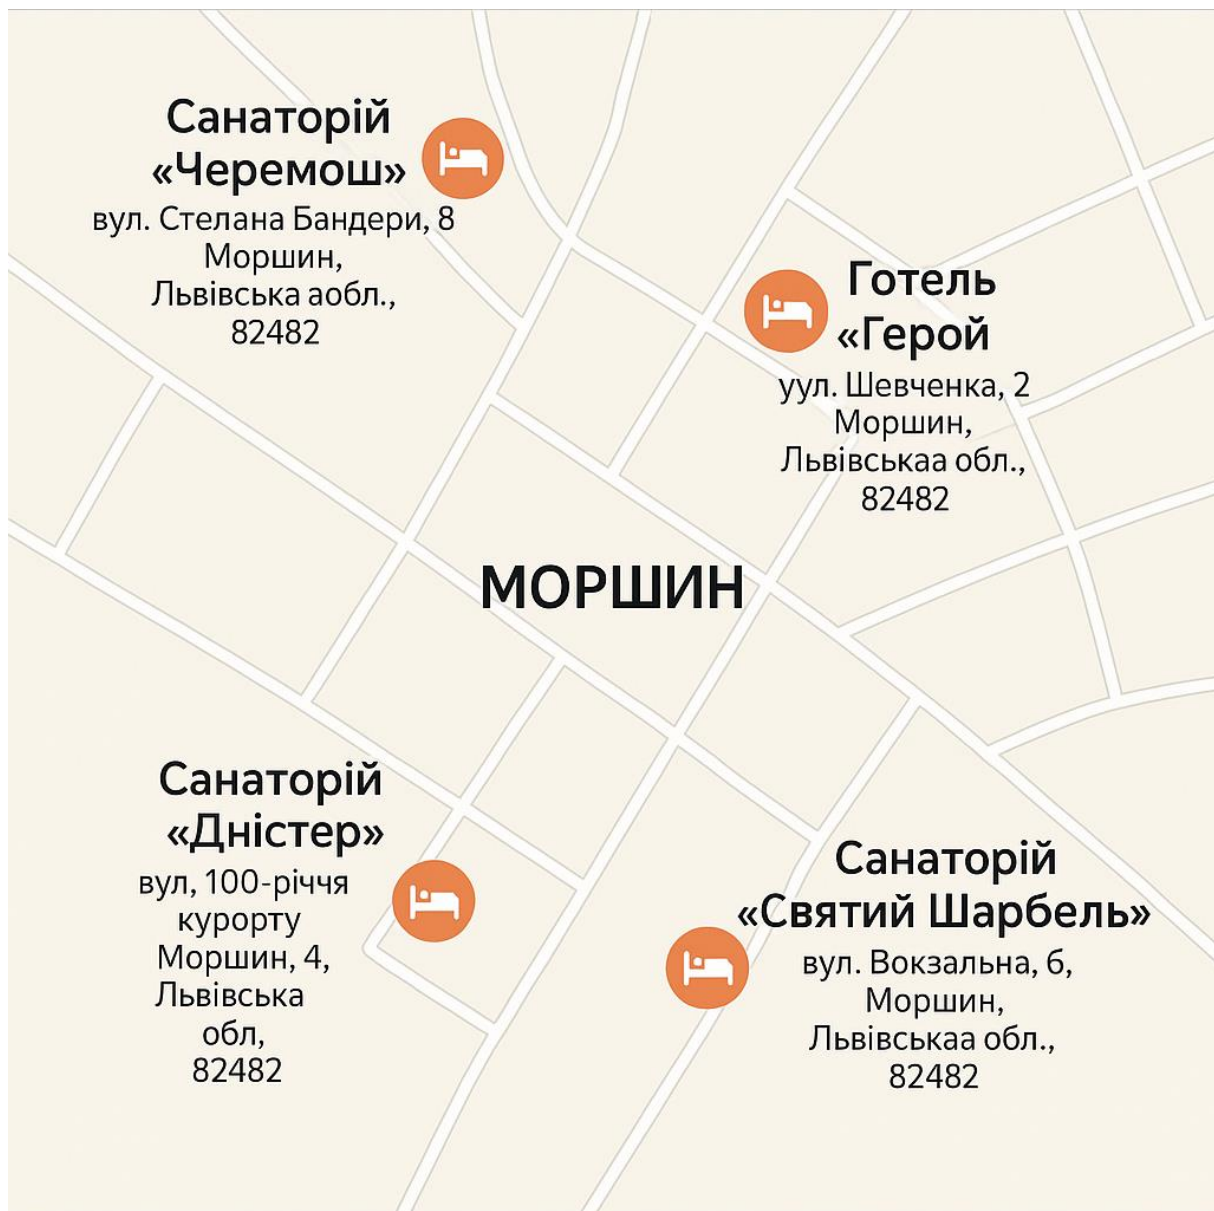 Санаторій
«Черемош»
вул. Стелана Бандери, 8
Моршин,
Львівська аобл.,
82482
Готель
«Герой
уул. Шевченка, 2
Моршин,
Львівськаа обл.,
82482
МОРШИН
Санаторій
«Дністер»
вул, 100-річчя
курорту
Моршин, 4,
Львівська
обл,
82482
Санаторій
«Святий Шарбель»
вул. Вокзальна, 6,
Моршин,
Львівськаа обл.,
82482